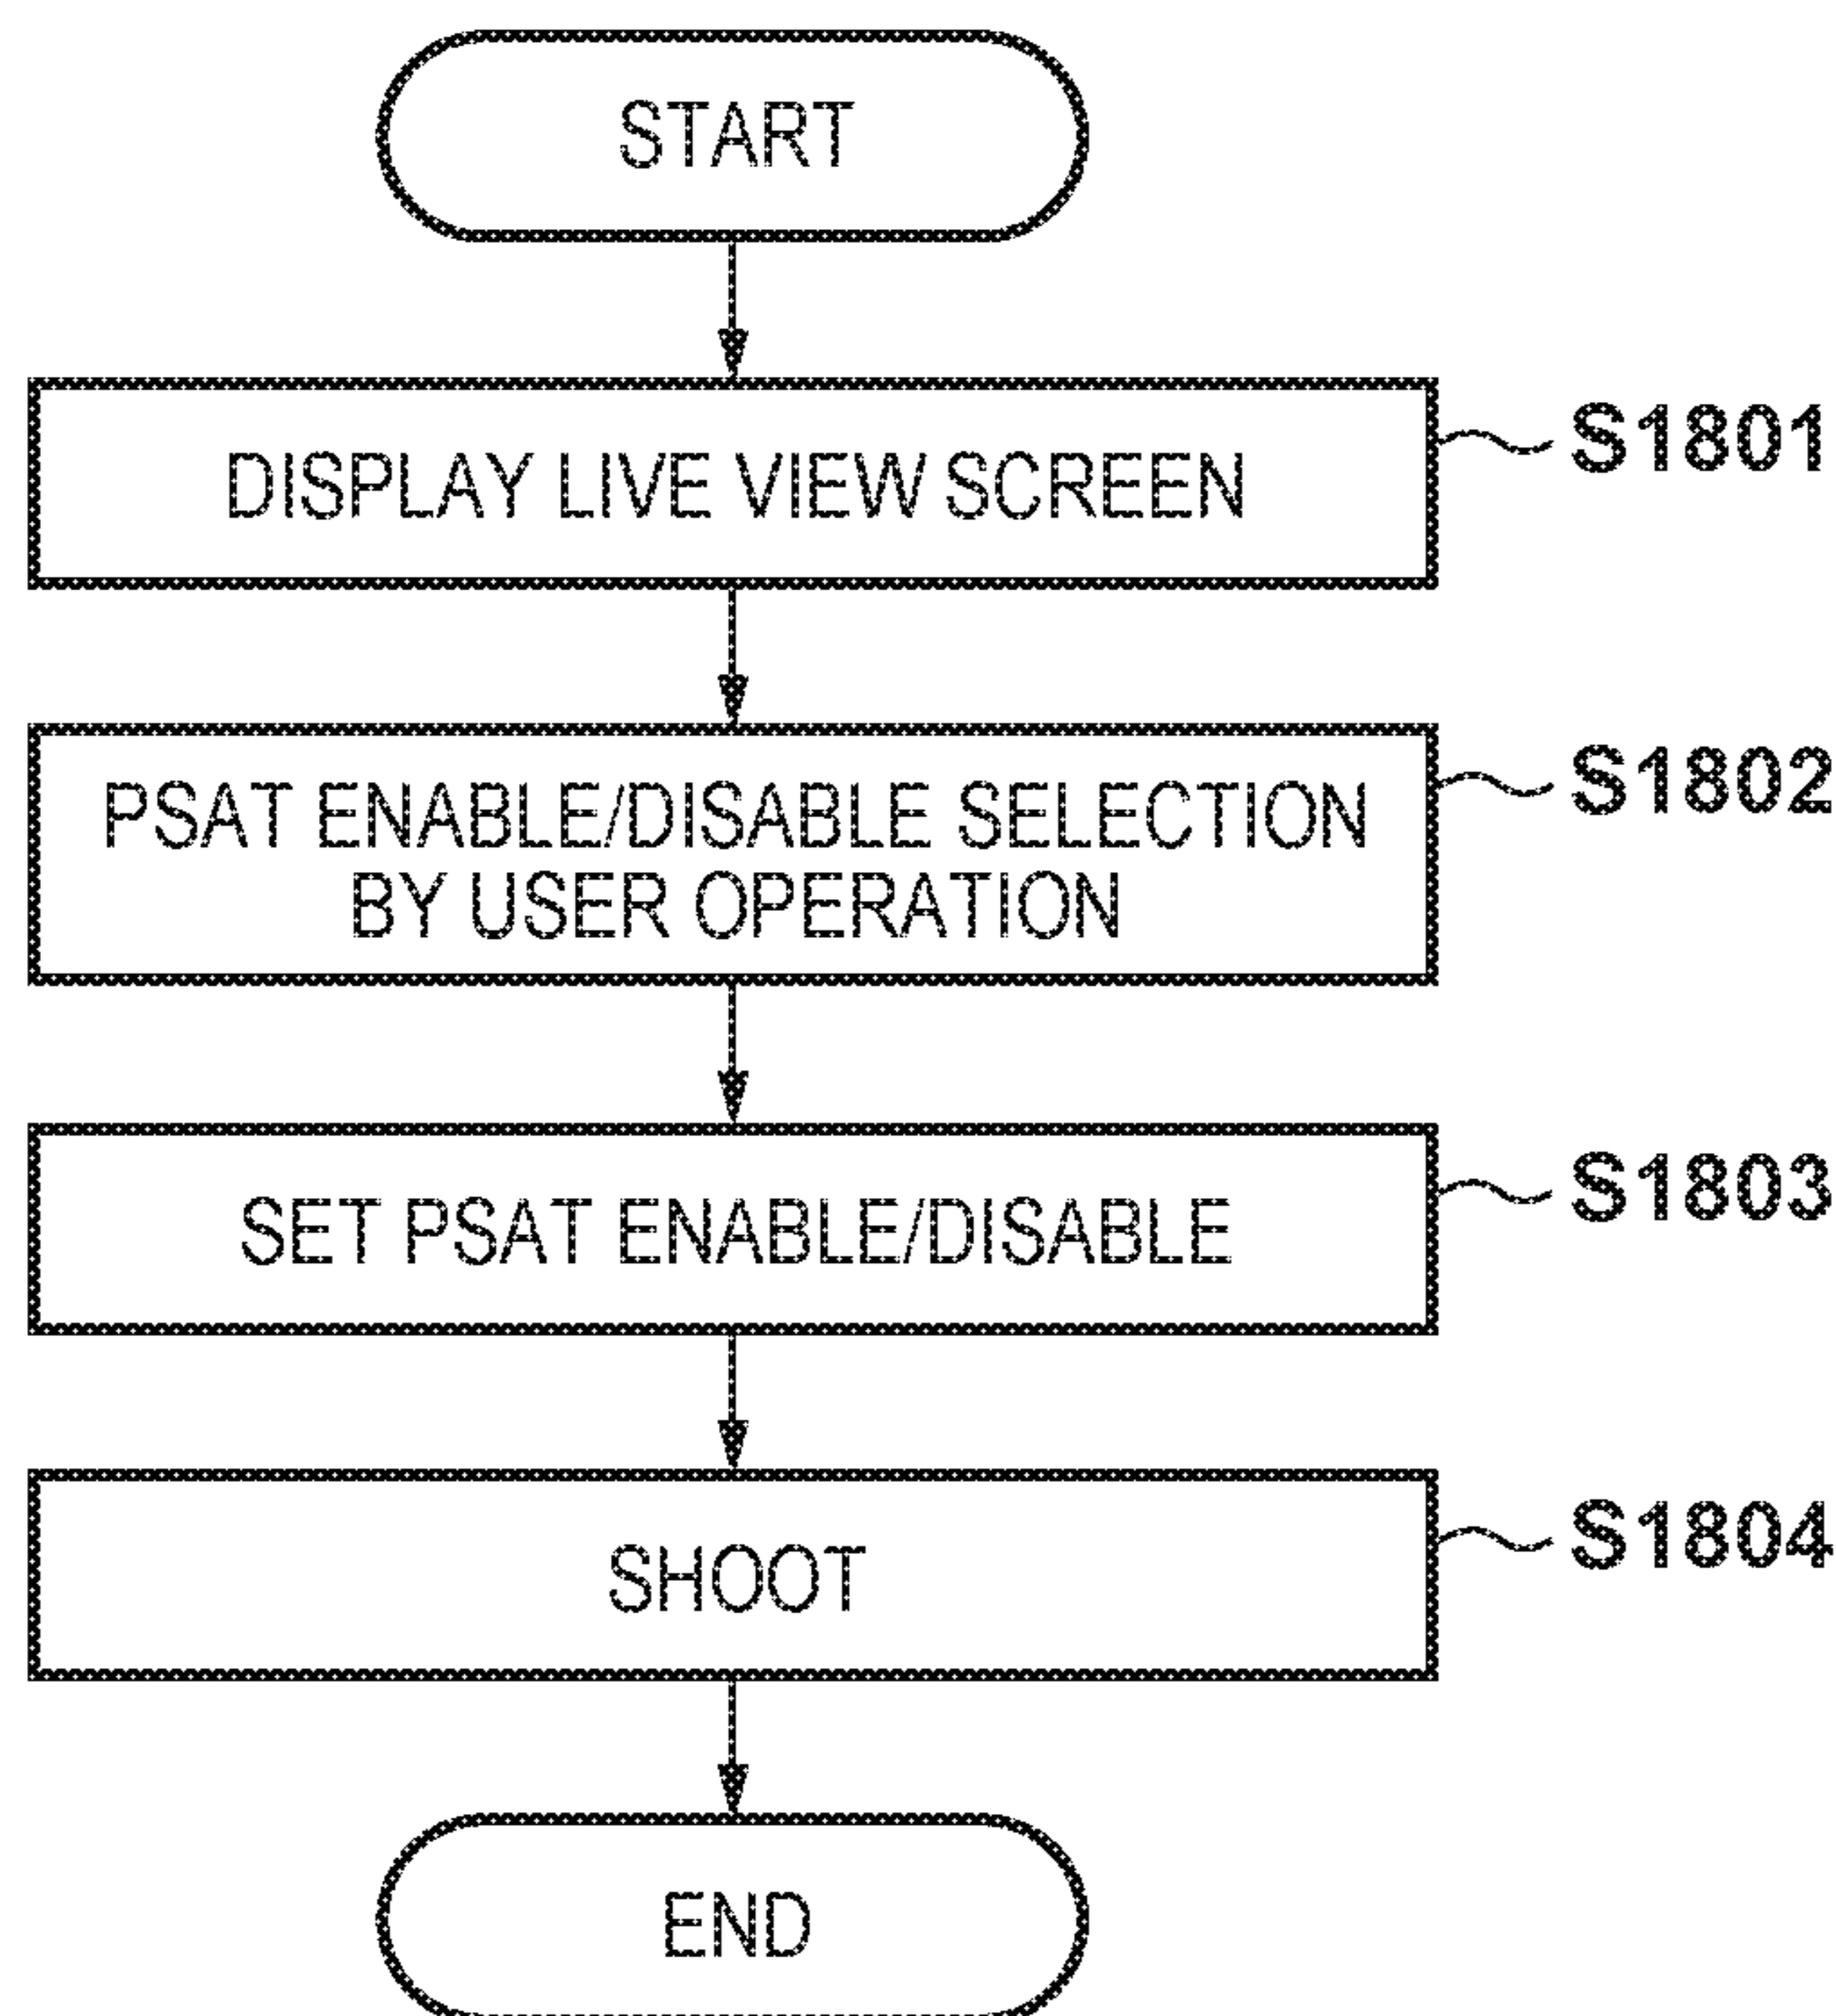 START
DISPLAY LIVE VIEW SCREEN
S1801
PSAT ENABLE/DISABLE SELECTION
BY USER OPERATION
S1802
SET PSAT ENABLE/DISABLE
S1803
SHOOT
S1804
END